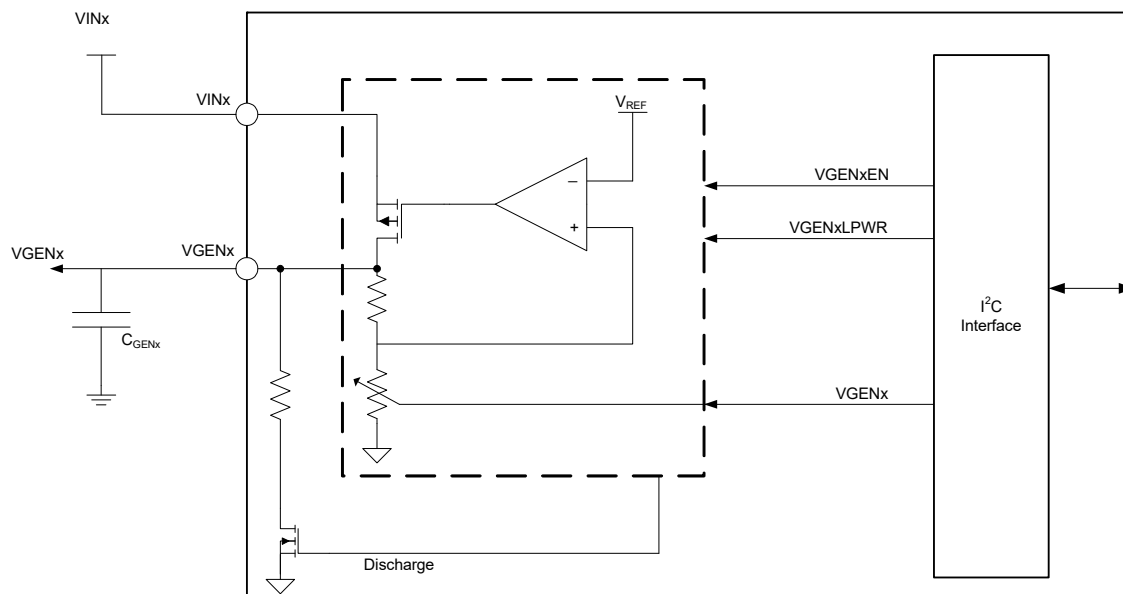 VINx
VINx
VREF
−
+
VGENxEN
VGENxLPWR
VGENx
VGENx
CGENx
I2C
Interface
VGENx
Discharge